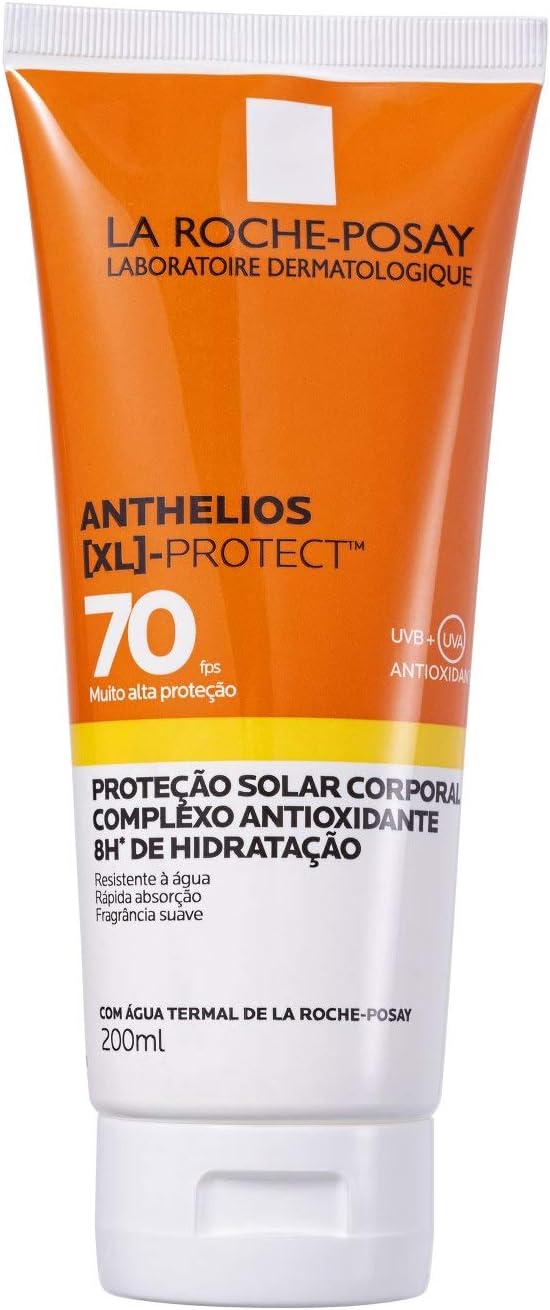 LA ROCHE-POSAY
LABORATOIRE DERMATOLOGIQUE
ANTHELIOS
[XL]-PROTECT™
70 fps
Muito alta proteção
UVB + UVA
ANTIOXIDANT
PROTEÇÃO SOLAR CORPORAL
COMPLEXO ANTIOXIDANTE
8H* DE HIDRATAÇÃO
Resistente à água
Rápida absorção
Fragrância suave
COM ÁGUA TERMAL DE LA ROCHE-POSAY
200ml